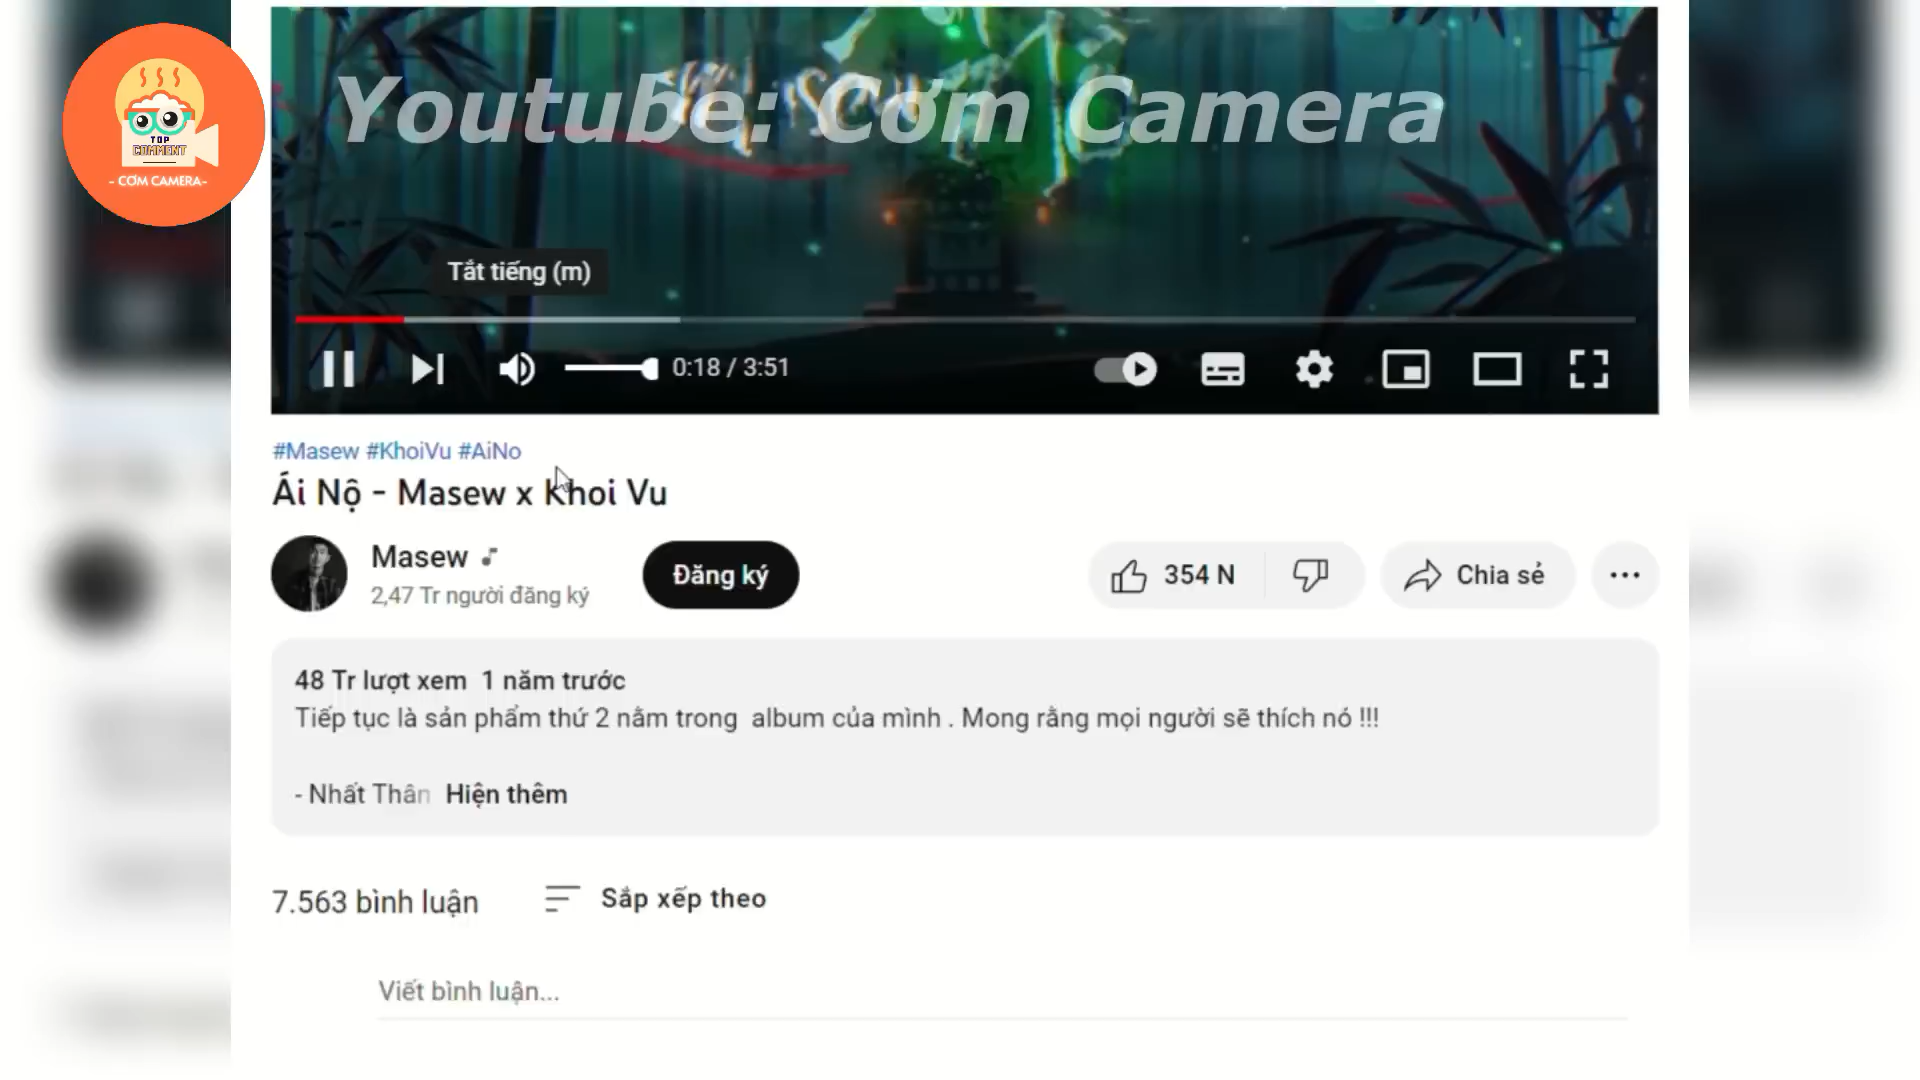 Youtube: Cơm Camera
TOP
COMMENT
- CƠM CAMERA-
Tắt tiếng (m)
0:18 / 3:51
#Masew #KhoiVu #AiNo
Ái Nộ - Masew x Khoi Vu
Masew
2,47 Tr người đăng ký
Đăng ký
354 N
Chia sẻ
48 Tr lượt xem 1 năm trước
Tiếp tục là sản phẩm thứ 2 nằm trong album của mình . Mong rằng mọi người sẽ thích nó !!!
- Nhất Thân Hiện thêm
7.563 bình luận
Sắp xếp theo
Viết bình luận...